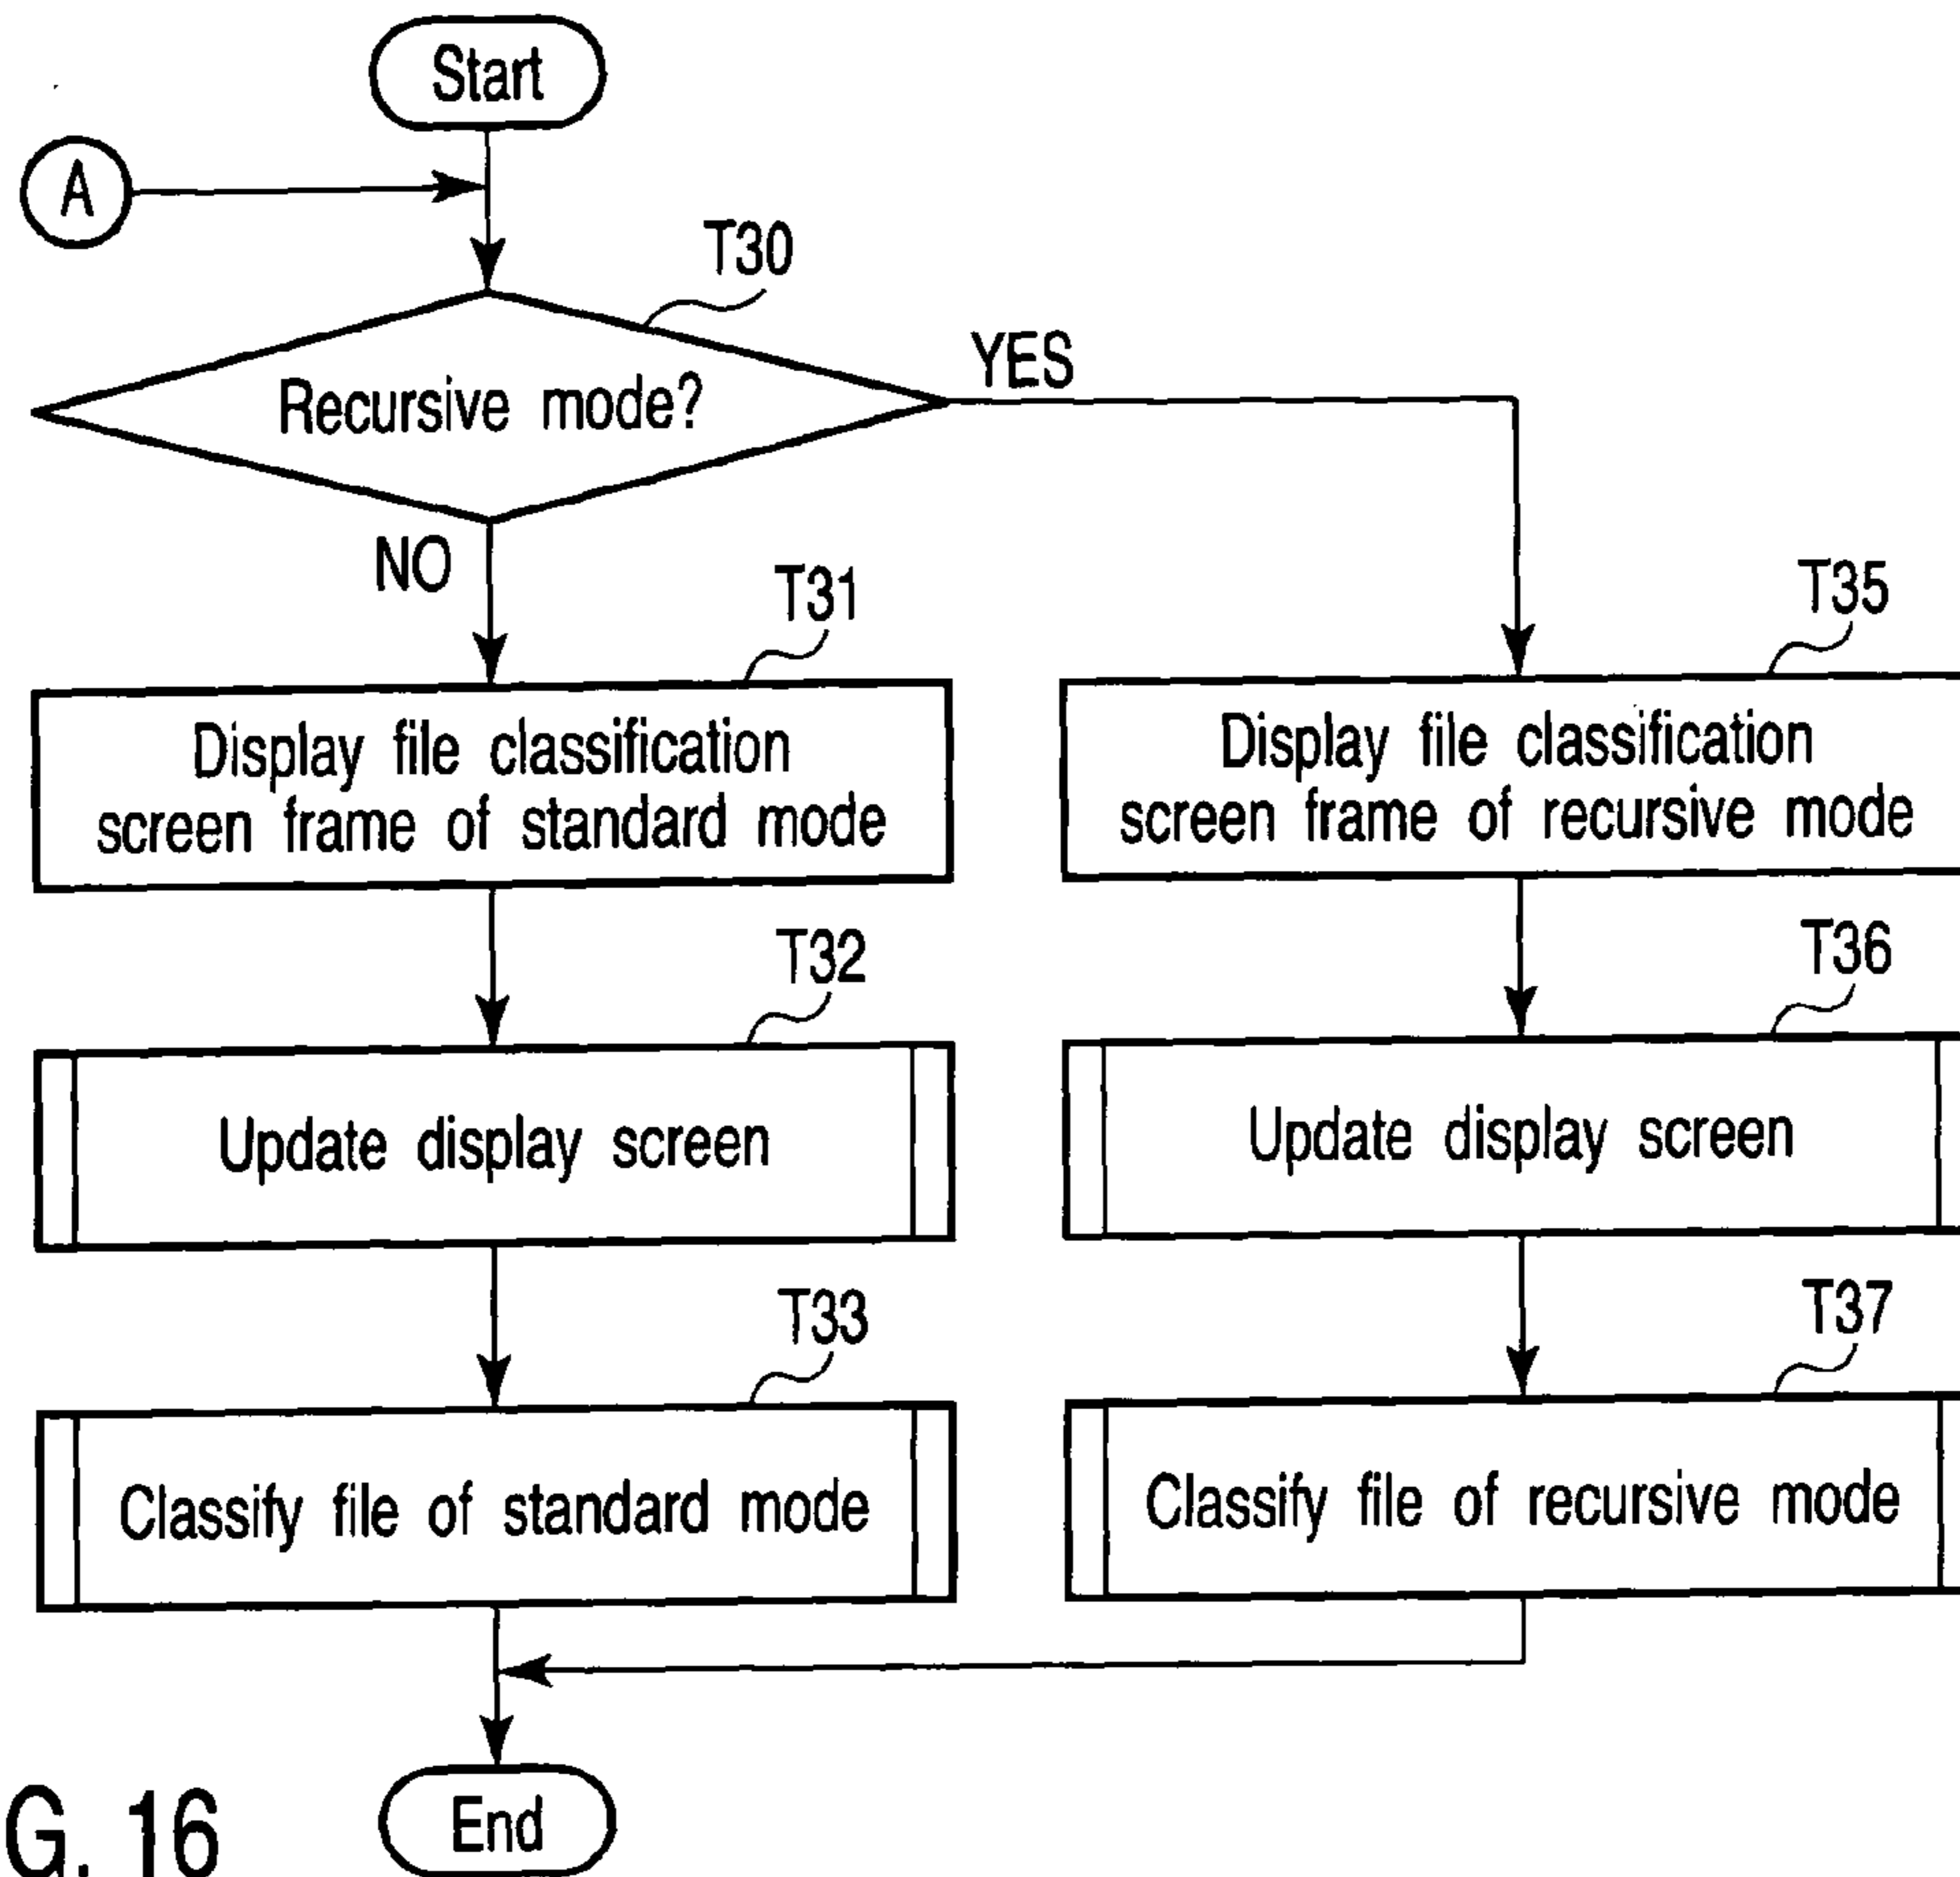 Start
A
T30
Recursive mode?
YES
NO
T31
Display file classification
screen frame of standard mode
T35
Display file classification
screen frame of recursive mode
T32
Update display screen
T36
Update display screen
T33
Classify file of standard mode
T37
Classify file of recursive mode
End
G. 16